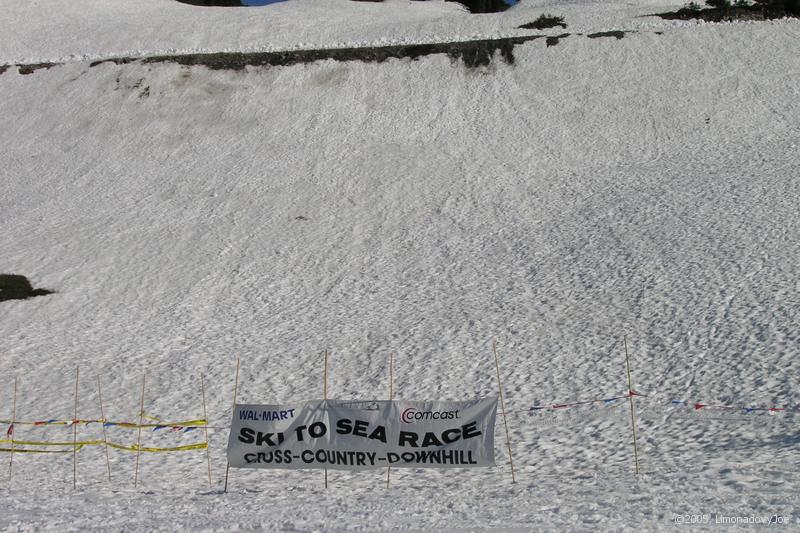 WAL★MART Comcast.
SKI TO SEA RACE
CROSS-COUNTRY-DOWNHILL
©2005, LimonadovyJoe